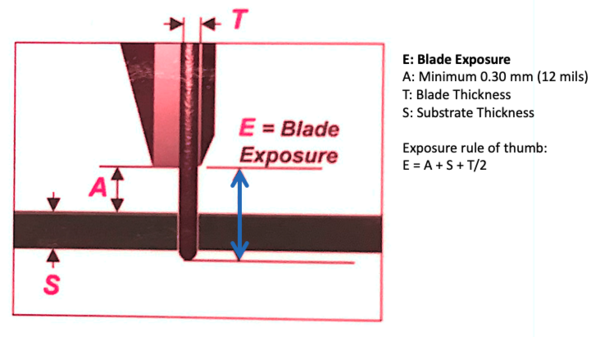 T
E = Blade
Exposure
A
S
E: Blade Exposure
A: Minimum 0.30 mm (12 mils)
T: Blade Thickness
S: Substrate Thickness
Exposure rule of thumb:
E = A + S + T/2